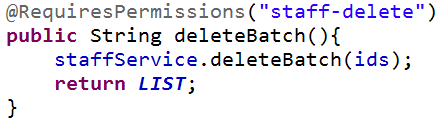 @RequiresPermissions("staff-delete")
public String deleteBatch(){
    staffService.deleteBatch(ids);
    return LIST;
}